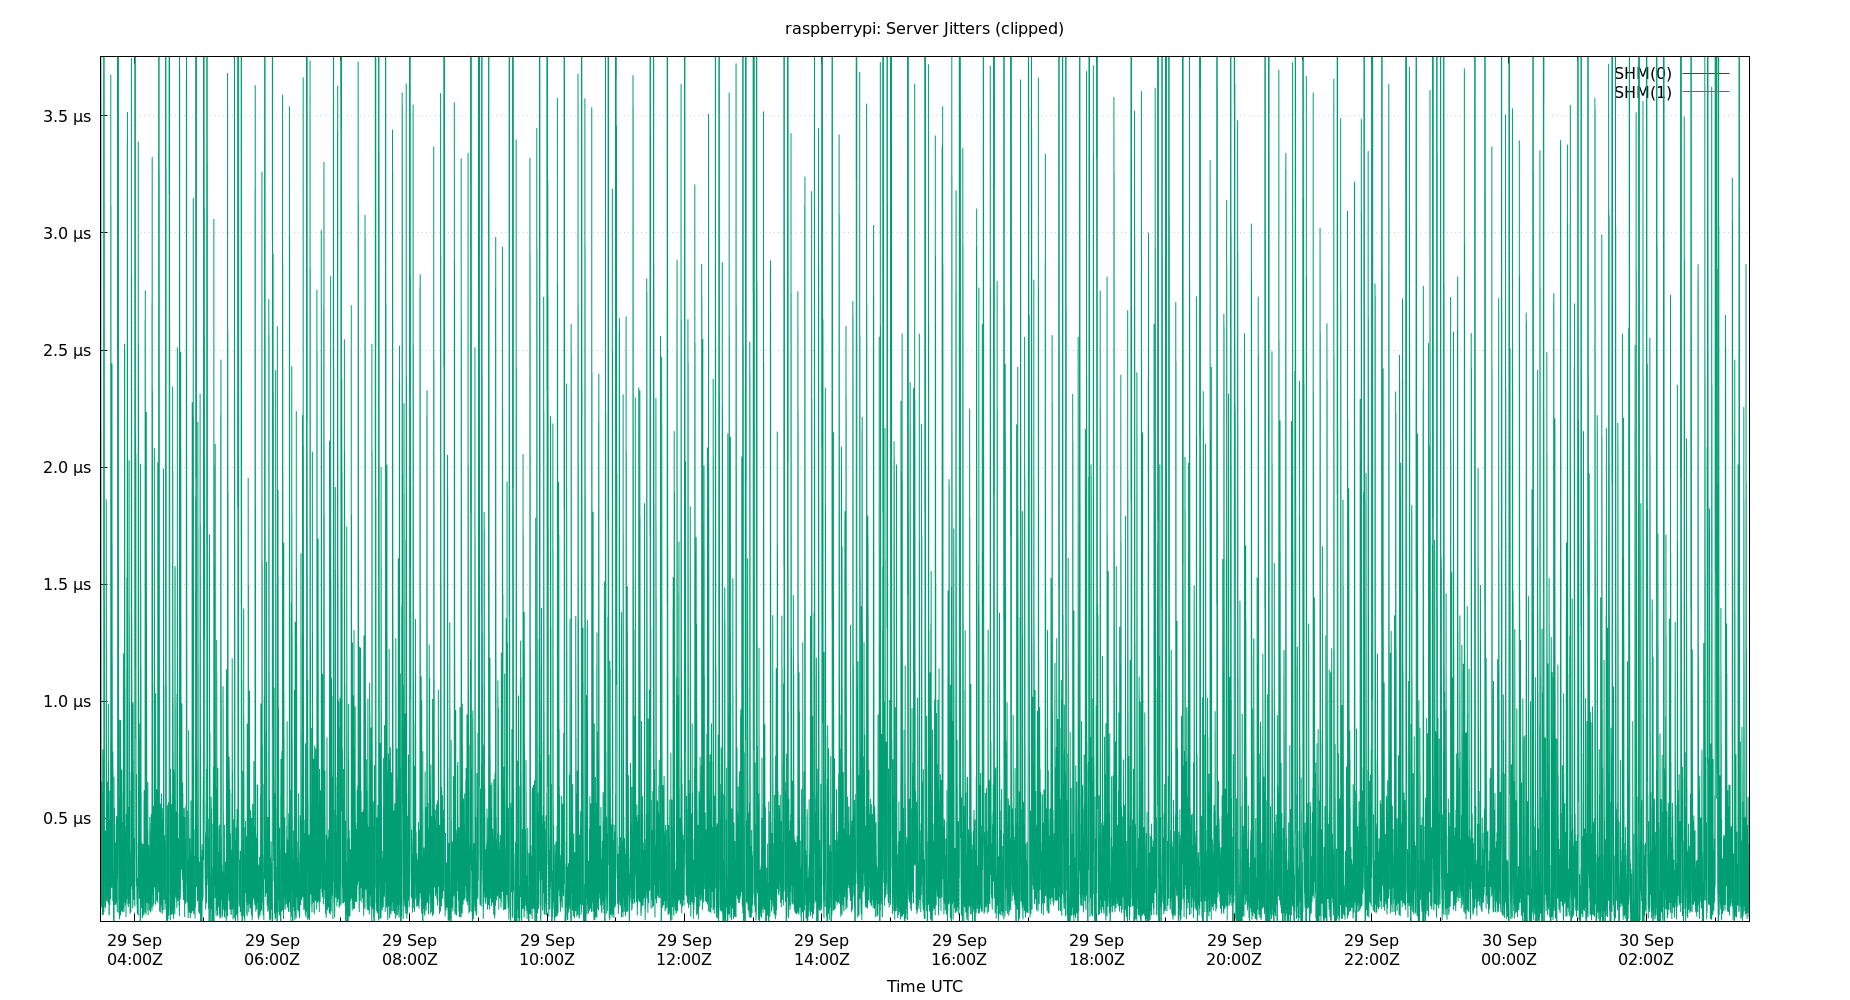 raspberrypi: Server Jitters (clipped)
SHM(0)
SHM(1)
3.5 μs
3.0 μs
2.5 μs
2.0 μs
1.5 μs
1.0 μs
0.5 μs
29 Sep 29 Sep 29 Sep 29 Sep 29 Sep 29 Sep 29 Sep 29 Sep 29 Sep 29 Sep 30 Sep 30 Sep
04:00Z 06:00Z 08:00Z 10:00Z 12:00Z 14:00Z 16:00Z 18:00Z 20:00Z 22:00Z 00:00Z 02:00Z
Time UTC